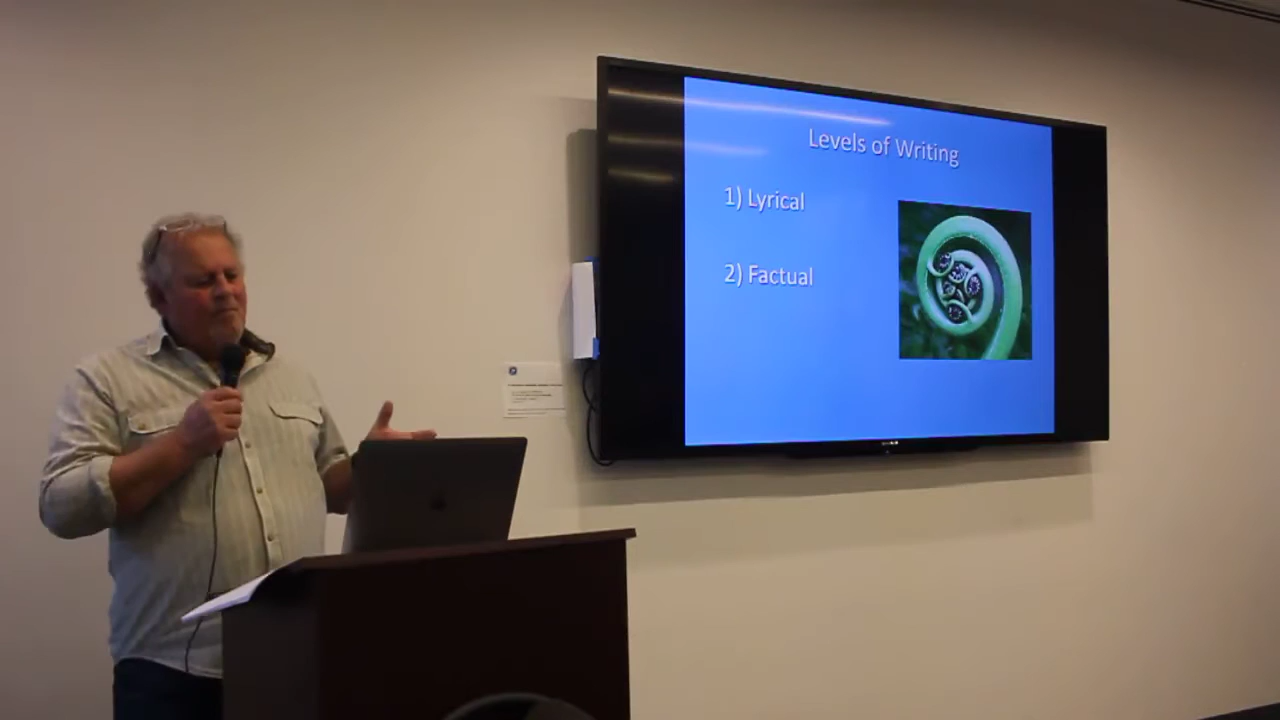 Levels of Writing
1) Lyrical
2) Factual